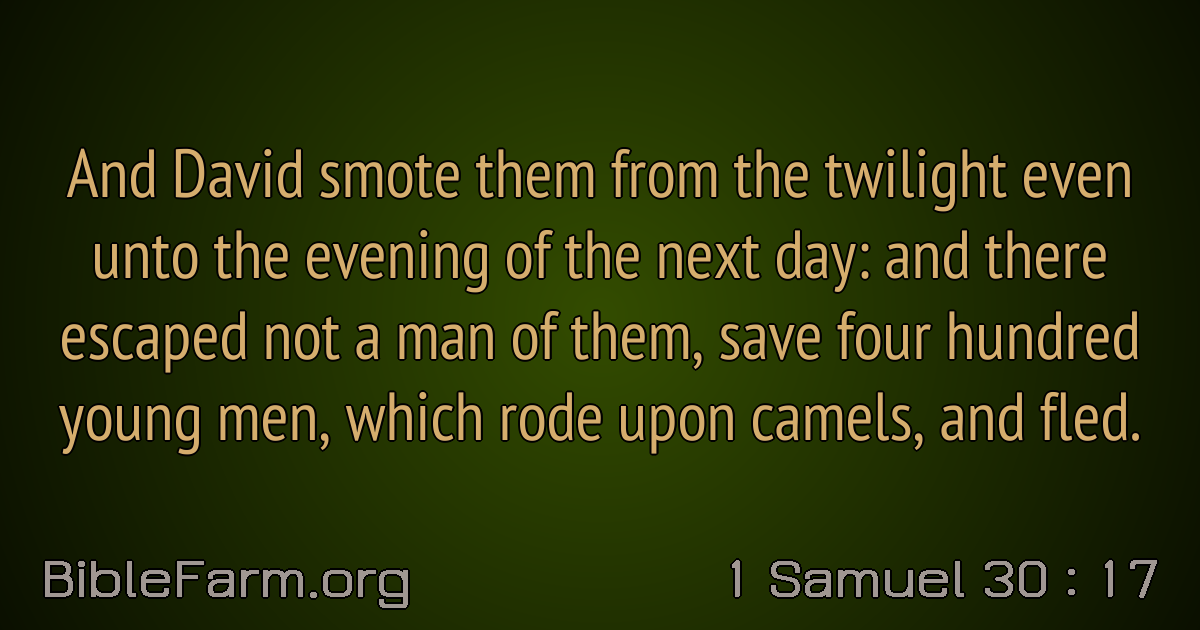 And David smote them from the twilight even
unto the evening of the next day: and there
escaped not a man of them, save four hundred
young men, which rode upon camels, and fled.
BibleFarm.org
1 Samuel 30 : 17